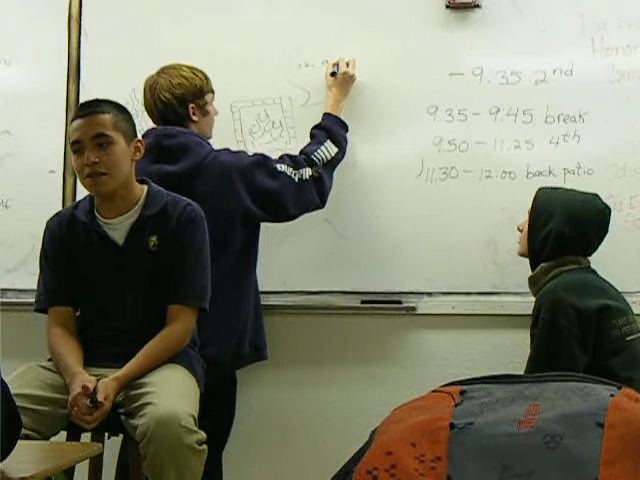 - 9:35 2nd
9:35 - 9:45 break
9:50 - 11:25 4th
11:30 - 12:00 back patio
Honor